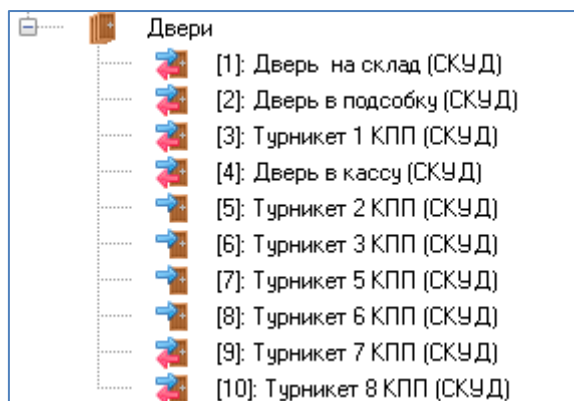 Двери
[1]: Дверь на склад (СКУД)
[2]: Дверь в подсобку (СКУД)
[3]: Турникет 1 КПП (СКУД)
[4]: Дверь в кассу (СКУД)
[5]: Турникет 2 КПП (СКУД)
[6]: Турникет 3 КПП (СКУД)
[7]: Турникет 5 КПП (СКУД)
[8]: Турникет 6 КПП (СКУД)
[9]: Турникет 7 КПП (СКУД)
[10]: Турникет 8 КПП (СКУД)